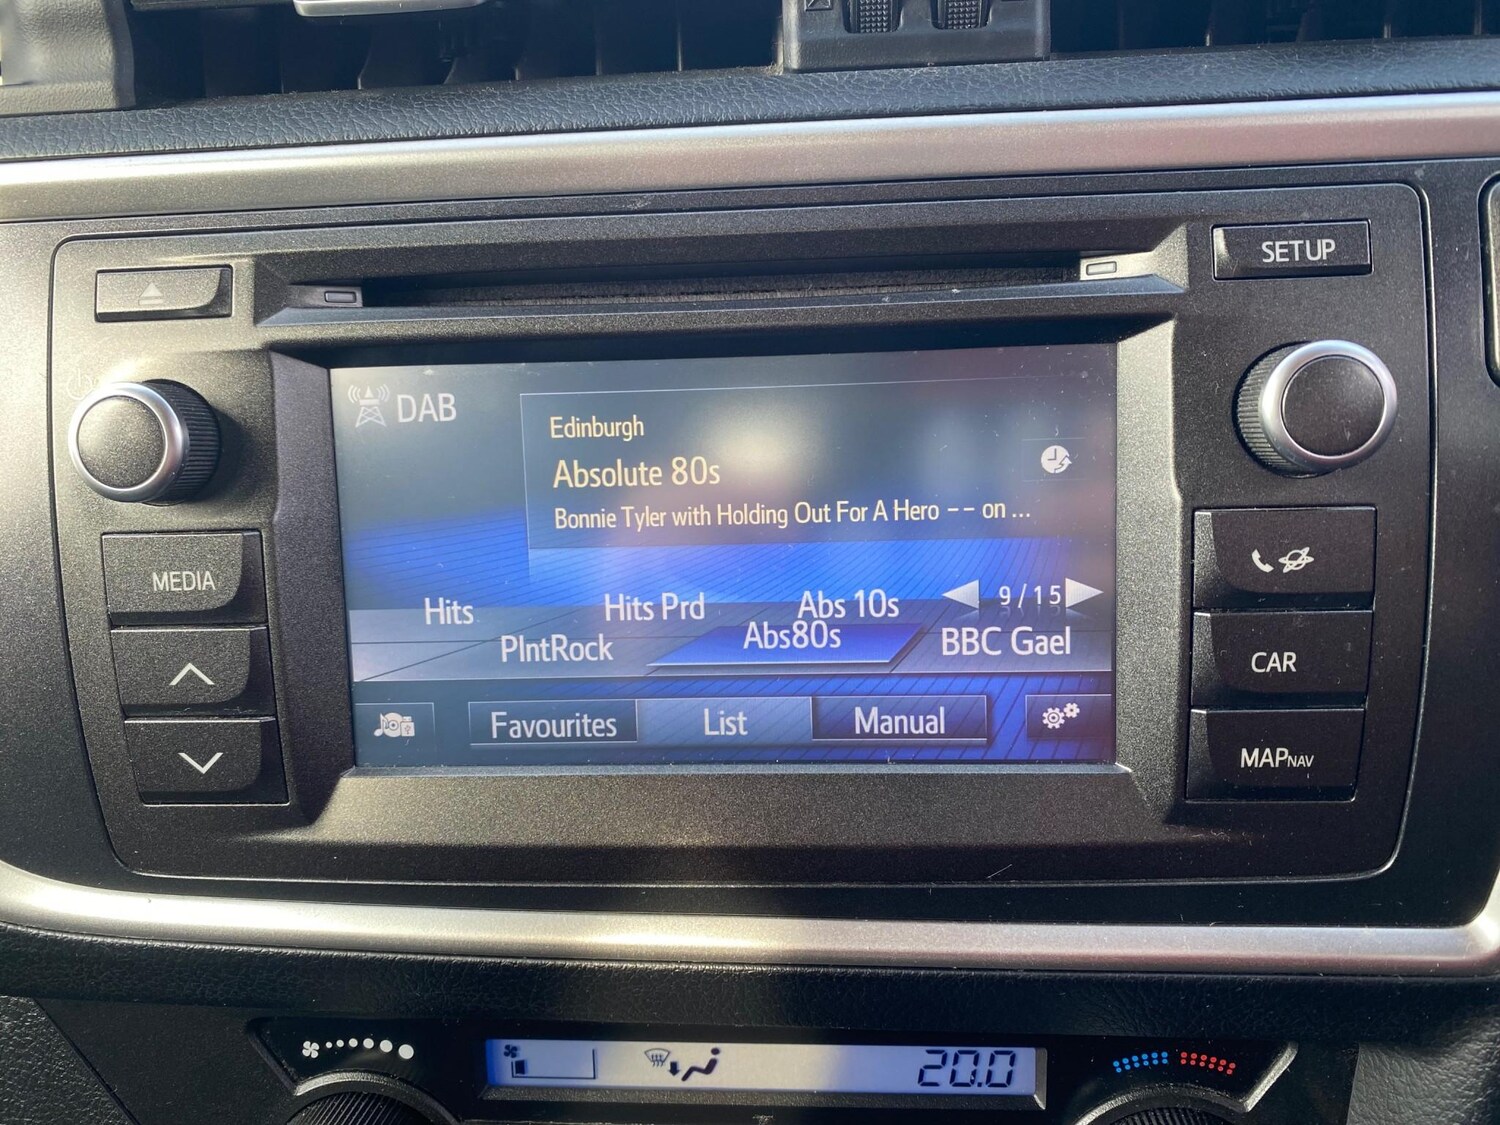 SETUP
DAB
Edinburgh
Absolute 80s
Bonnie Tyler with Holding Out For A Hero -- on ...
Hits
Hits Prd
Abs 10s
9 / 15
PlntRock
Abs80s
BBC Gael
Favourites
List
Manual
MEDIA
CAR
MAPNAV
20.0